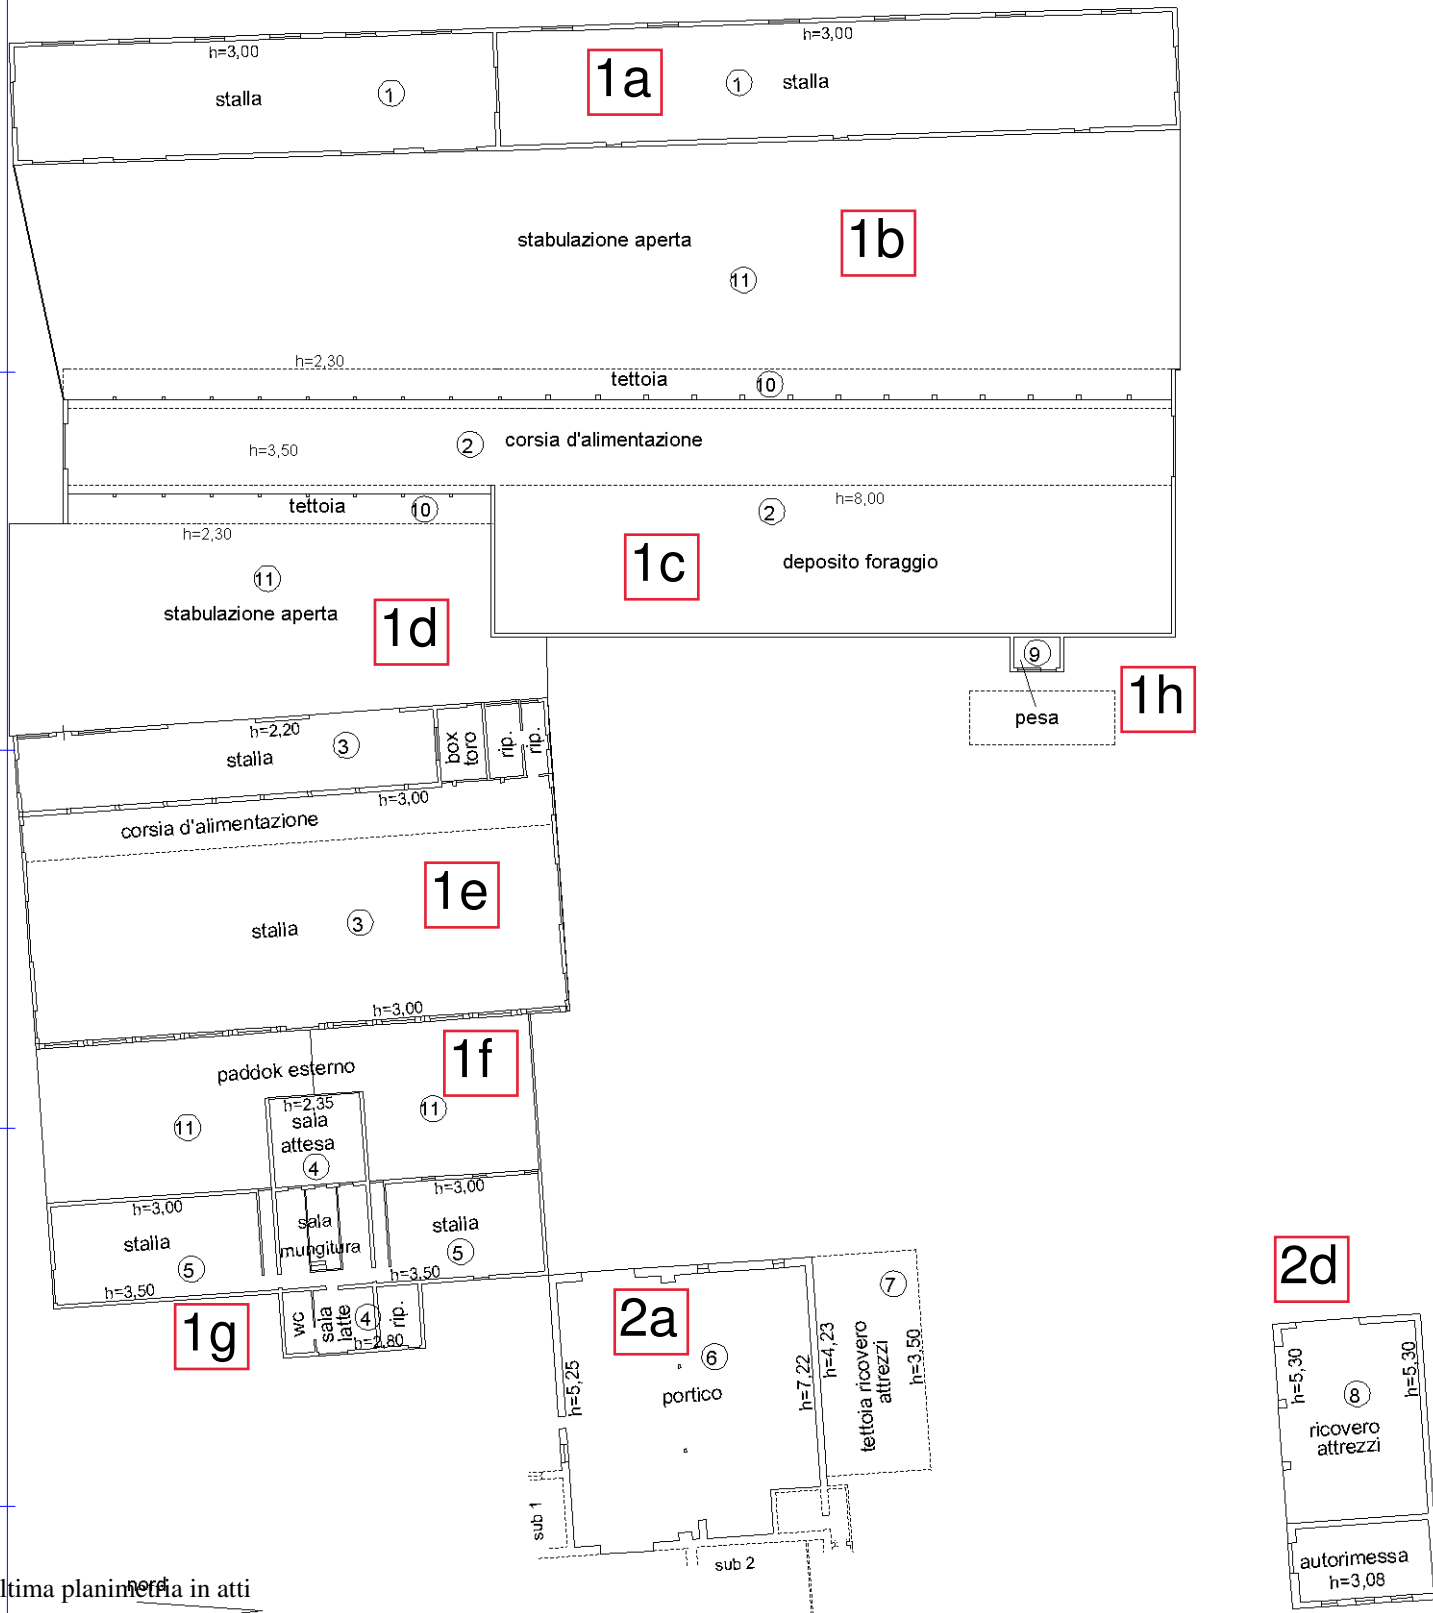 h=3,00
h=3,00
stalla
1
1a
1
stalla
stabulazione aperta
1b
11
h=2,30
tettoia
10
h=3,50
2
corsia d'alimentazione
tettoia
10
h=8,00
2
h=2,30
11
stabulazione aperta
1c
deposito foraggio
1d
9
pesa
1h
h=2,20
stalla
3
box
toro
rip.
rip.
h=3,00
corsia d'alimentazione
1e
stalla
3
h=3,00
1f
paddok esterno
h=2,35
sala
attesa
4
11
11
h=3,00
h=3,00
stalla
5
sala
mungitura
stalla
5
h=3,50
h=3,50
1g
wc
sala
latte
4
rip.
h=2,80
2a
6
portico
h=5,25
h=7,22
h=4,23
tettoia ricovero
attrezzi
7
h=3,50
2d
h=5,30
h=5,30
8
ricovero
attrezzi
sub 1
sub 2
autorimessa
h=3,08
nord
ltima planimetria in atti